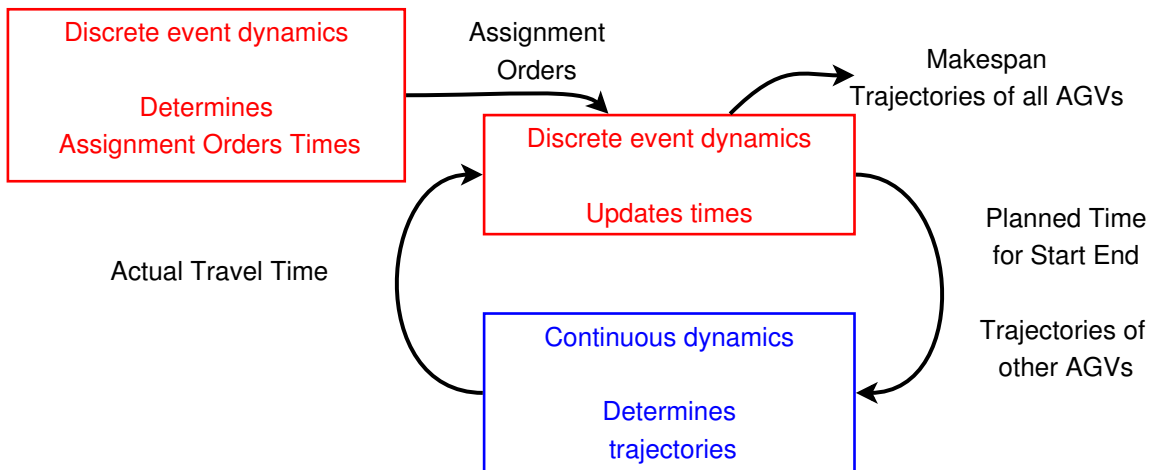 Discrete event dynamics
Determines
Assignment Orders Times
Assignment
Orders
Makespan
Trajectories of all AGVs
Discrete event dynamics
Updates times
Actual Travel Time
Planned Time
for Start End
Trajectories of
other AGVs
Continuous dynamics
Determines
trajectories